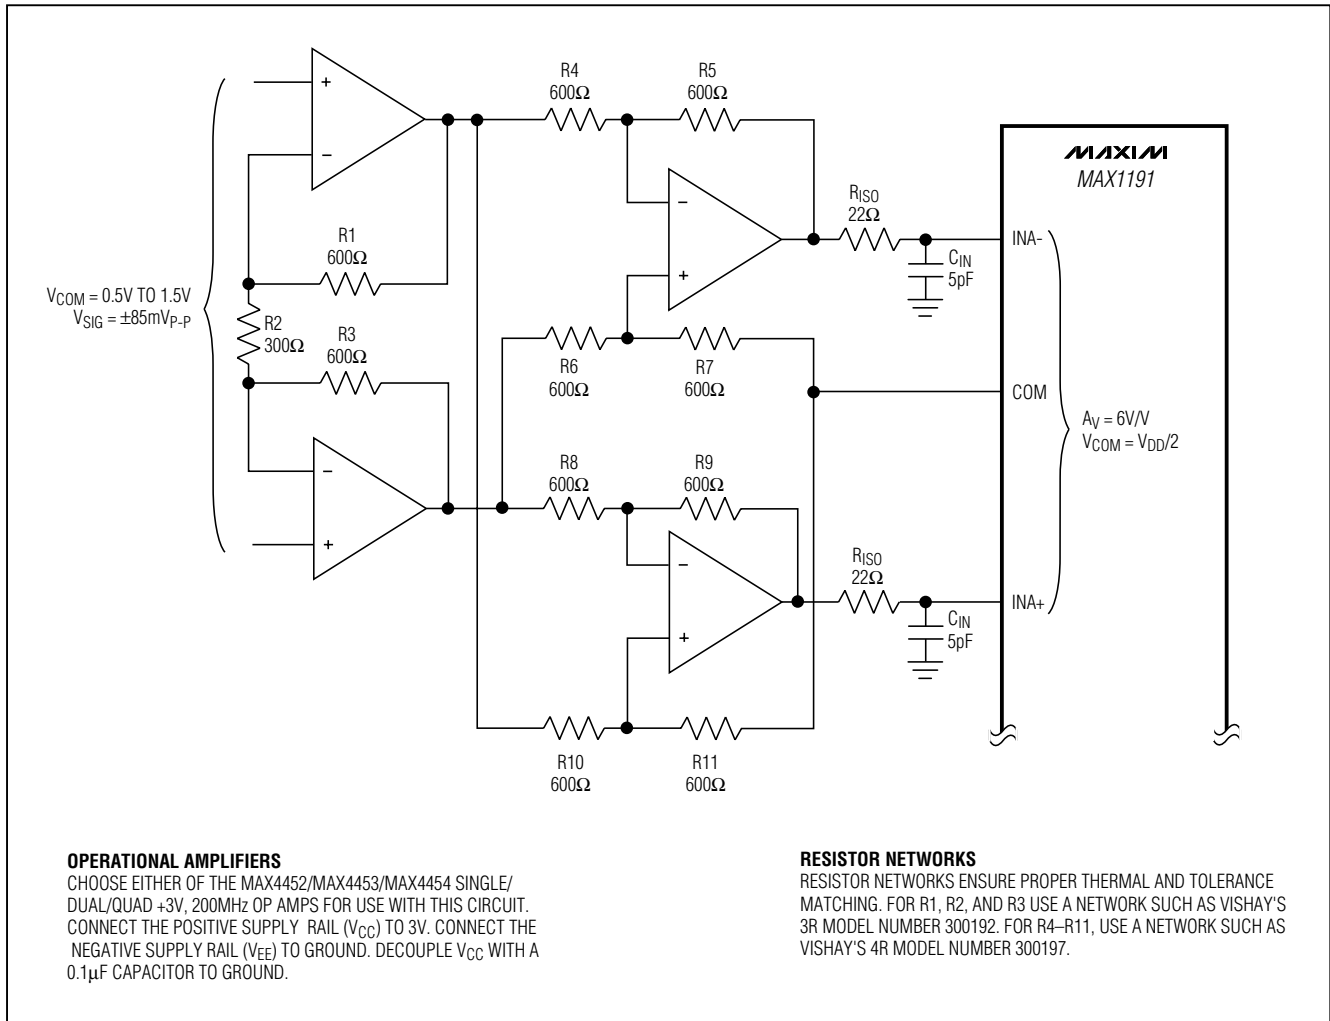 R4
600Ω
R5
600Ω
+
−
MAXIM
MAX1191
−
+
RISO
22Ω
INA-
CIN
5pF
R1
600Ω
VCOM = 0.5V TO 1.5V
VSIG = ±85mVP-P
R2
300Ω
R3
600Ω
R6
600Ω
R7
600Ω
COM
AV = 6V/V
VCOM = VDD/2
−
+
R8
600Ω
R9
600Ω
−
+
RISO
22Ω
INA+
CIN
5pF
R10
600Ω
R11
600Ω
OPERATIONAL AMPLIFIERS
CHOOSE EITHER OF THE MAX4452/MAX4453/MAX4454 SINGLE/
DUAL/QUAD +3V, 200MHz OP AMPS FOR USE WITH THIS CIRCUIT.
CONNECT THE POSITIVE SUPPLY RAIL (VCC) TO 3V. CONNECT THE
NEGATIVE SUPPLY RAIL (VEE) TO GROUND. DECOUPLE VCC WITH A
0.1µF CAPACITOR TO GROUND.
RESISTOR NETWORKS
RESISTOR NETWORKS ENSURE PROPER THERMAL AND TOLERANCE
MATCHING. FOR R1, R2, AND R3 USE A NETWORK SUCH AS VISHAY'S
3R MODEL NUMBER 300192. FOR R4–R11, USE A NETWORK SUCH AS
VISHAY'S 4R MODEL NUMBER 300197.